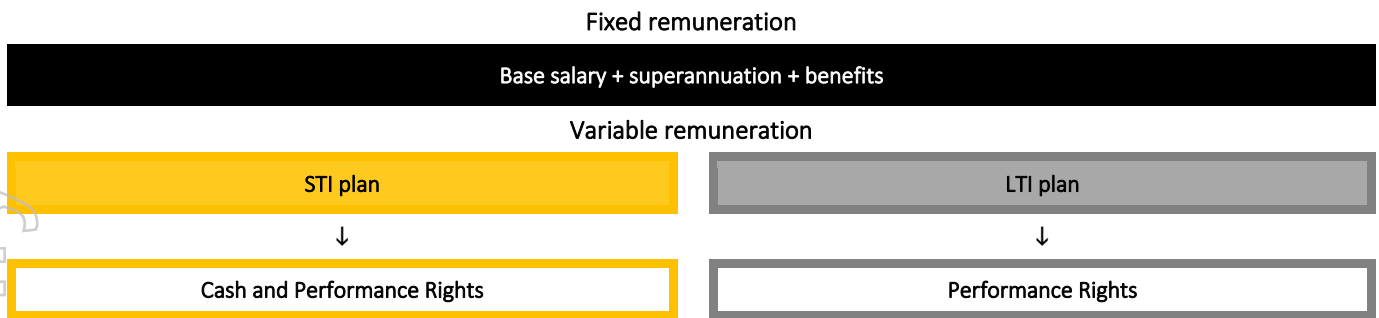 Fixed remuneration
Base salary + superannuation + benefits
Variable remuneration
STI plan
LTI plan
↓
↓
Cash and Performance Rights
Performance Rights